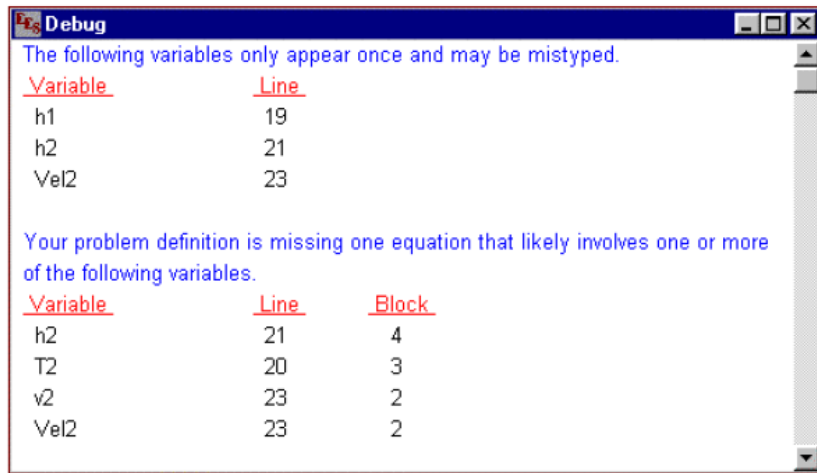 EES Debug
The following variables only appear once and may be mistyped.
Variable Line
h1 19
h2 21
Vel2 23
Your problem definition is missing one equation that likely involves one or more
of the following variables.
Variable Line Block
h2 21 4
T2 20 3
v2 23 2
Vel2 23 2